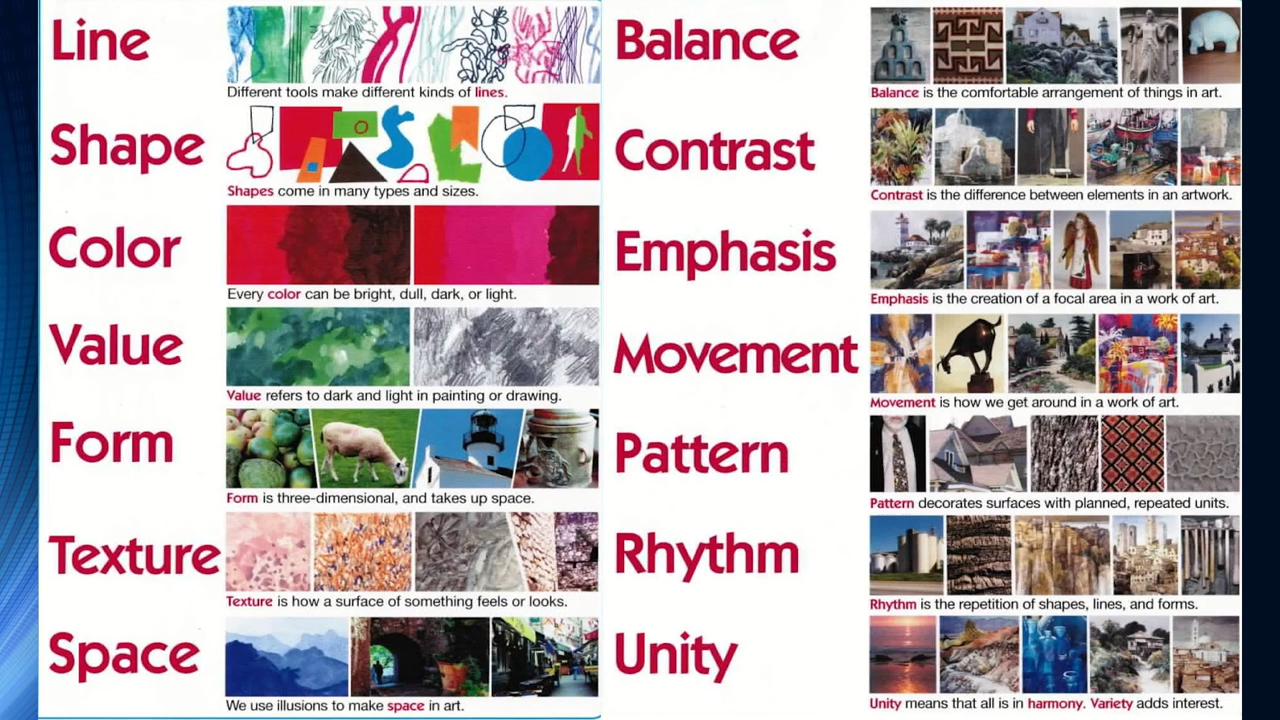 Line
Different tools make different kinds of lines.
Shape
Shapes come in many types and sizes.
Color
Every color can be bright, dull, dark, or light.
Value
Value refers to dark and light in painting or drawing.
Form
Form is three-dimensional, and takes up space.
Texture
Texture is how a surface of something feels or looks.
Space
We use illusions to make space in art.
Balance
Balance is the comfortable arrangement of things in art.
Contrast
Contrast is the difference between elements in an artwork.
Emphasis
Emphasis is the creation of a focal area in a work of art.
Movement
Movement is how we get around in a work of art.
Pattern
Pattern decorates surfaces with planned, repeated units.
Rhythm
Rhythm is the repetition of shapes, lines, and forms.
Unity
Unity means that all is in harmony. Variety adds interest.